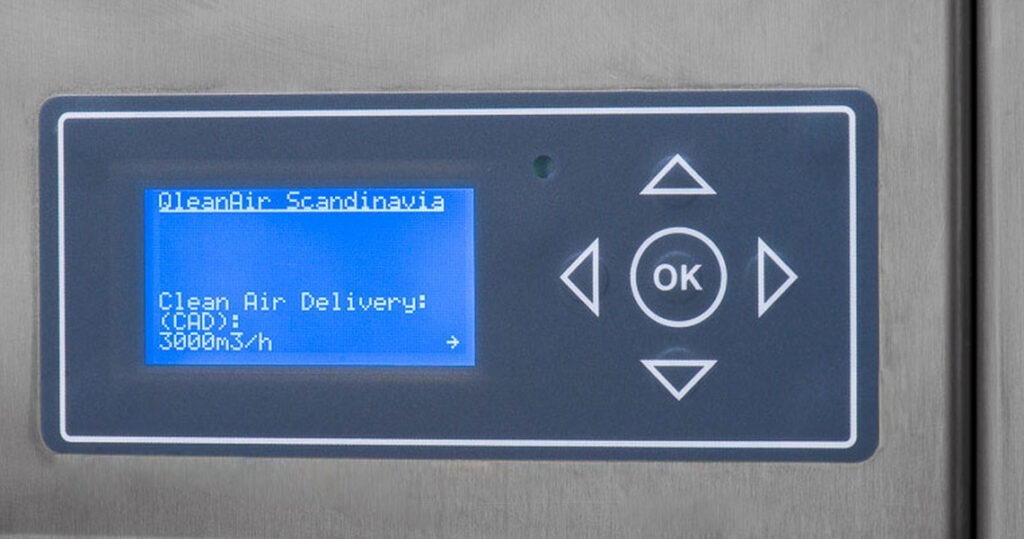 QleanAir Scandinavia
Clean Air Delivery:
(CAD):
3000m3/h →
OK